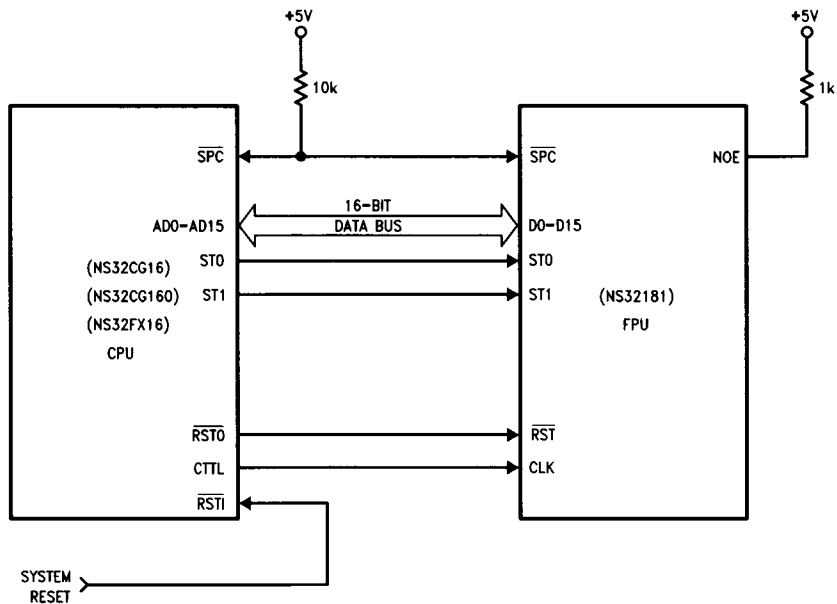 +5V
+5V
10k
1k
SPC
SPC
NOE
16-BIT
AD0-AD15
DATA BUS
D0-D15
(NS32CG16)
ST0
ST0
(NS32CG160)
ST1
ST1
(NS32181)
(NS32FX16)
FPU
CPU
RSTO
RST
CTTL
CLK
RSTI
SYSTEM
RESET